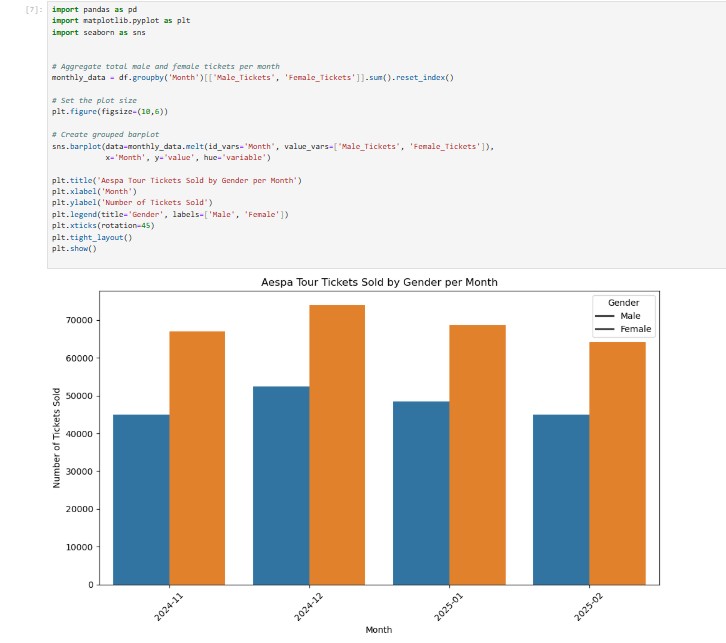 [7]:
import pandas as pd
import matplotlib.pyplot as plt
import seaborn as sns
# Aggregate total male and female tickets per month
monthly_data = df.groupby('Month')[['Male_Tickets', 'Female_Tickets']].sum().reset_index()
# Set the plot size
plt.figure(figsize=(10,6))
# Create grouped barplot
sns.barplot(data=monthly_data.melt(id_vars='Month', value_vars=['Male_Tickets', 'Female_Tickets']),
x='Month', y='value', hue='variable')
plt.title('Aespa Tour Tickets Sold by Gender per Month')
plt.xlabel('Month')
plt.ylabel('Number of Tickets Sold')
plt.legend(title='Gender', labels=['Male', 'Female'])
plt.xticks(rotation=45)
plt.tight_layout()
plt.show()
Aespa Tour Tickets Sold by Gender per Month
Gender
Male
Female
Number of Tickets Sold
70000
60000
50000
40000
30000
20000
10000
0
2024-11
2024-12
2025-01
2025-02
Month